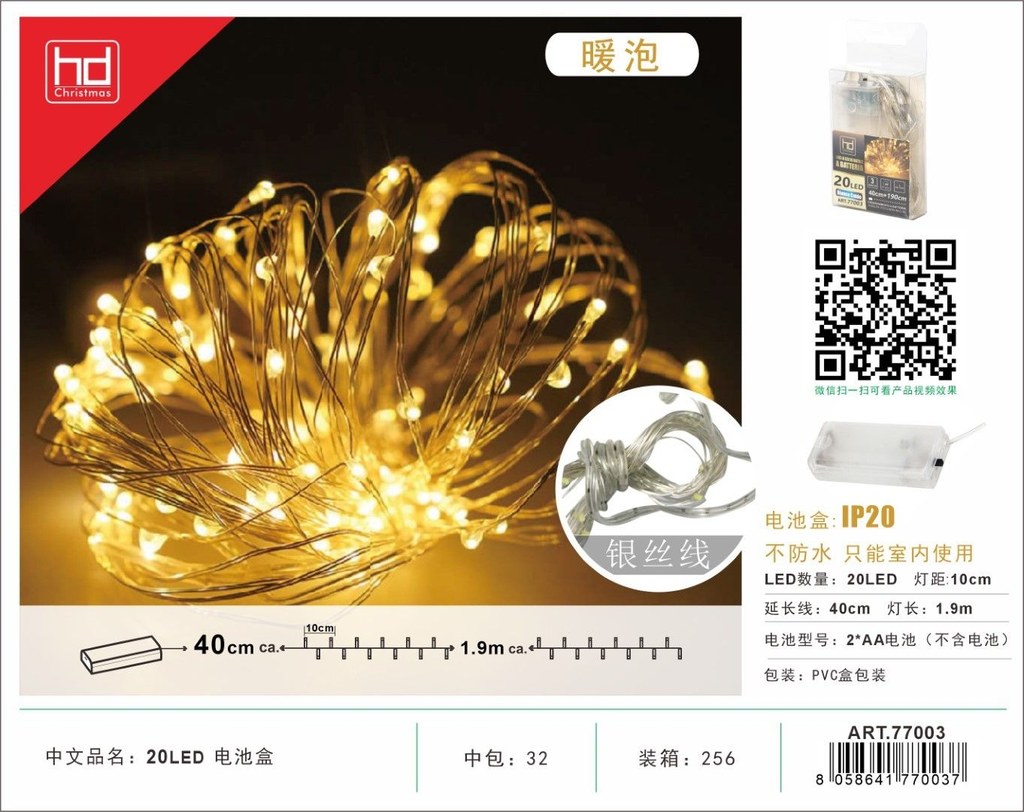 hd
Christmas
暖泡
hd
& BATTERIE
20LED
40cm+190cm
ART.77003
微信扫一扫可看产品视频效果
银丝线
电池盒: IP20
不防水 只能室内使用
LED数量: 20LED 灯距:10cm
延长线: 40cm 灯长: 1.9m
电池型号: 2*AA电池（不含电池）
包装: PVC盒包装
10cm
40cm ca. 1.9m ca.
中文品名: 20LED 电池盒
中包: 32
装箱: 256
ART.77003
8 058641 770037